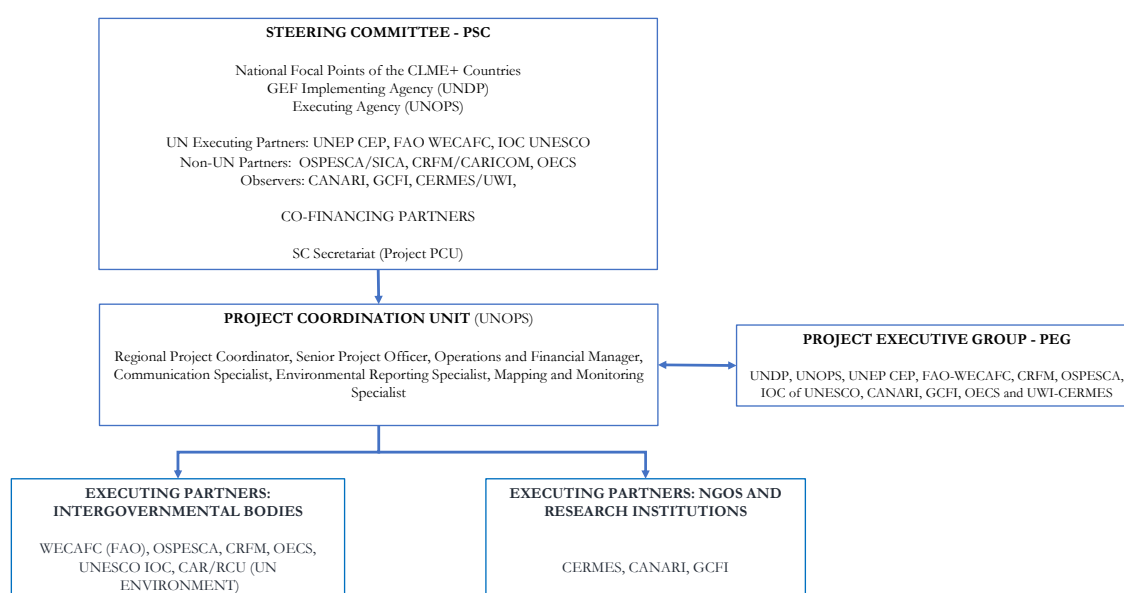 STEERING COMMITTEE - PSC
National Focal Points of the CLME+ Countries
GEF Implementing Agency (UNDP)
Executing Agency (UNOPS)
UN Executing Partners: UNEP CEP, FAO WECAFC, IOC UNESCO
Non-UN Partners: OSPESCA/SICA, CRFM/CARICOM, OECS
Observers: CANARI, GCFI, CERMES/UWI,
CO-FINANCING PARTNERS
SC Secretariat (Project PCU)
PROJECT COORDINATION UNIT (UNOPS)
Regional Project Coordinator, Senior Project Officer, Operations and Financial Manager,
Communication Specialist, Environmental Reporting Specialist, Mapping and Monitoring
Specialist
PROJECT EXECUTIVE GROUP - PEG
UNDP, UNOPS, UNEP CEP, FAO-WECAFC, CRFM, OSPESCA,
IOC of UNESCO, CANARI, GCFI, OECS and UWI-CERMES
EXECUTING PARTNERS:
INTERGOVERNMENTAL BODIES
WECAFC (FAO), OSPESCA, CRFM, OECS,
UNESCO IOC, CAR/RCU (UN
ENVIRONMENT)
EXECUTING PARTNERS: NGOS AND
RESEARCH INSTITUTIONS
CERMES, CANARI, GCFI